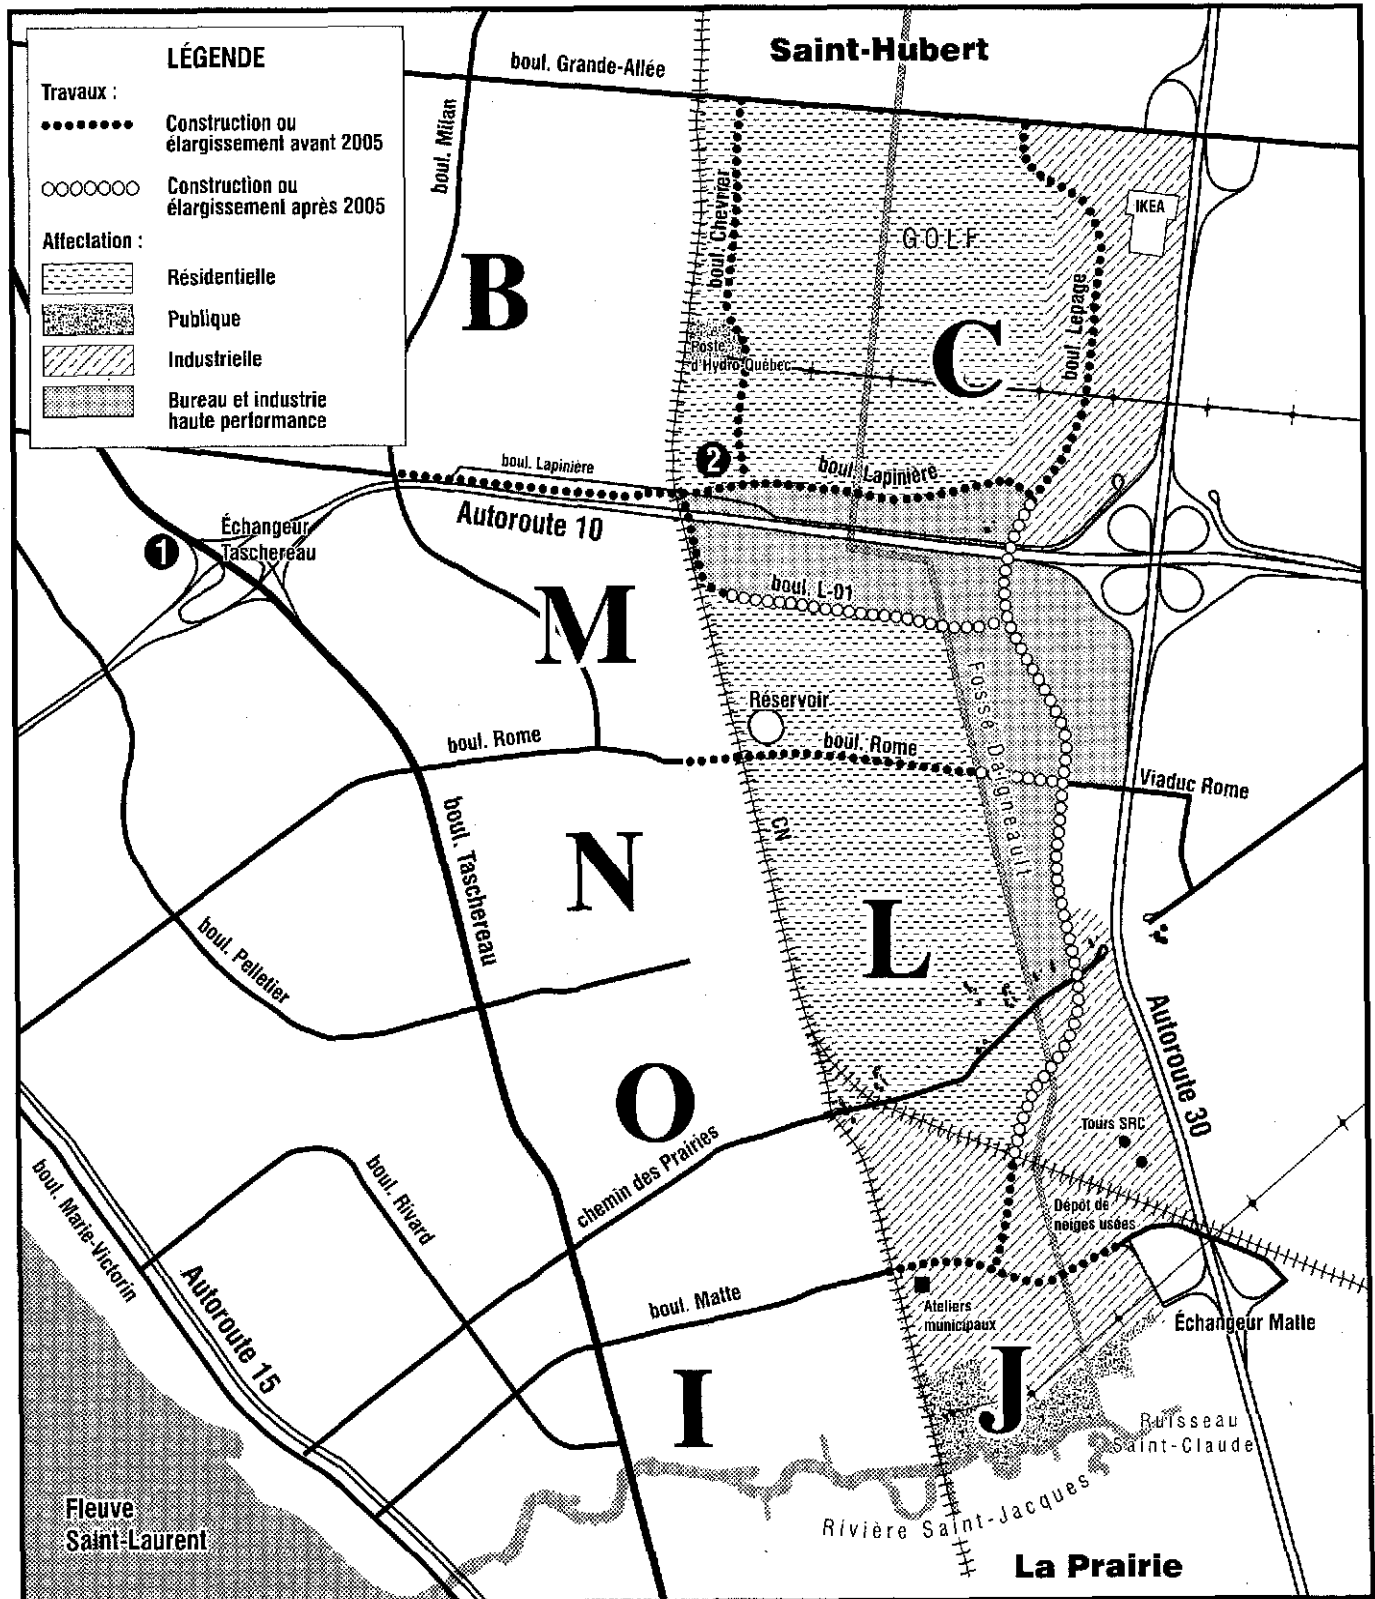 LÉGENDE
Travaux :
Construction ou
élargissement avant 2005
Construction ou
élargissement après 2005
Affectation :
Résidentielle
Publique
Industrielle
Bureau et industrie
haute performance
Saint-Hubert
boul. Grande-Allée
boul. Milan
boul. Chevrier
GOLF
IKEA
B
boul. Lepage
C
Poste
d'Hydro-Québec
2
boul. Lapinière
boul. Lapinière
Autoroute 10
Échangeur
Taschereau
1
boul. L-01
M
Fossé Daigneault
Réservoir
boul. Rome
boul. Rome
Viaduc Rome
boul. Taschereau
CN
N
L
boul. Pelletier
Autoroute 30
O
Tours SRC
chemin des Prairies
boul. Rivard
boul. Marie-Victorin
Dépôt de
neiges usées
Autoroute 15
boul. Matte
Ateliers
municipaux
Échangeur Matte
I
J
Ruisseau
Saint-Claude
Fleuve
Saint-Laurent
Rivière Saint-Jacques
La Prairie